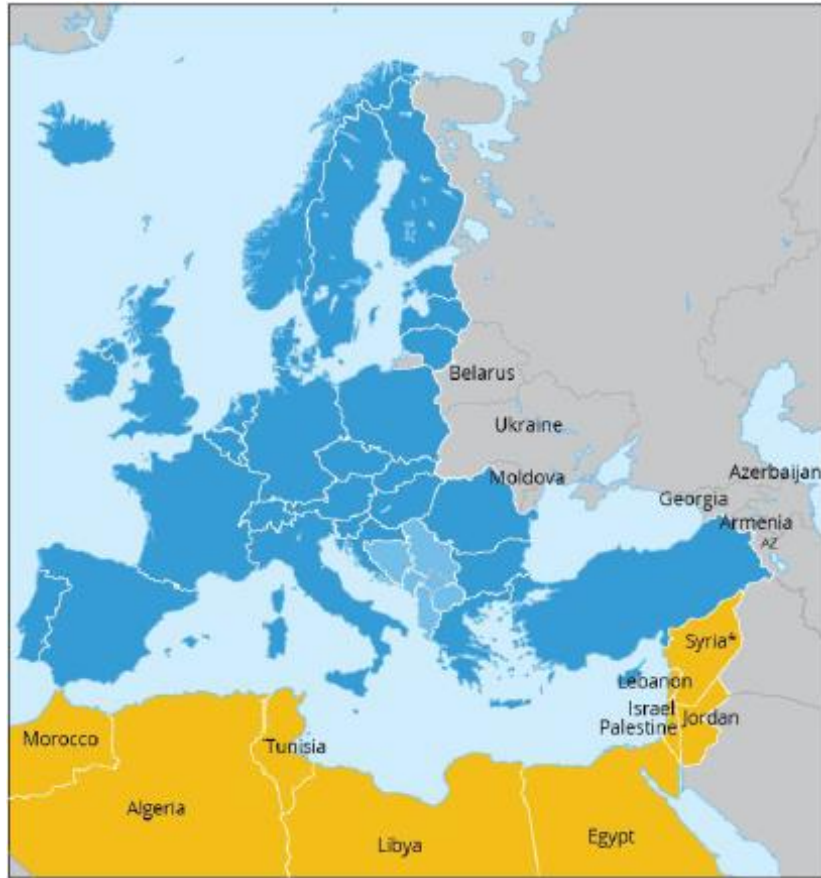 Belarus
Ukraine
Moldova
Azerbaijan
Georgia
Armenia
AZ
Syria*
Lebanon
Israel
Palestine
Jordan
Morocco
Tunisia
Algeria
Libya
Egypt